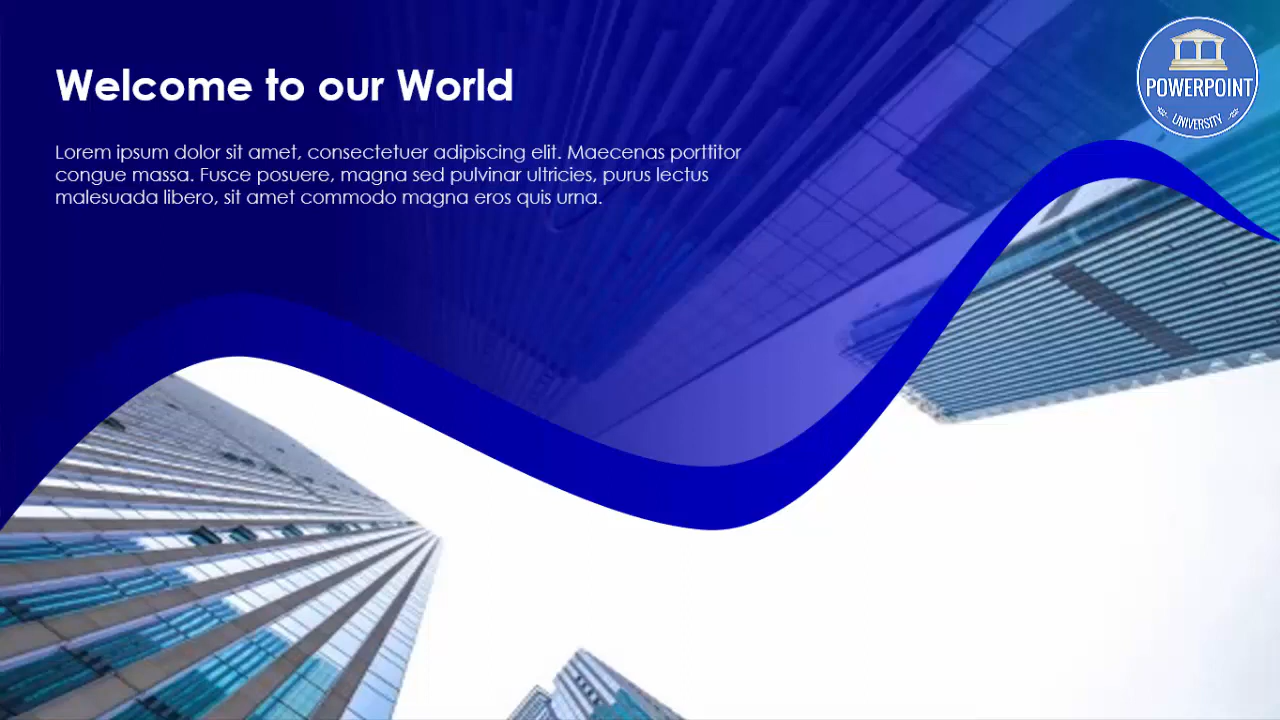 Welcome to our World
POWERPOINT
UNIVERSITY
Lorem ipsum dolor sit amet, consectetuer adipiscing elit. Maecenas porttitor
congue massa. Fusce posuere, magna sed pulvinar ultricies, purus lectus
malesuada libero, sit amet commodo magna eros quis urna.